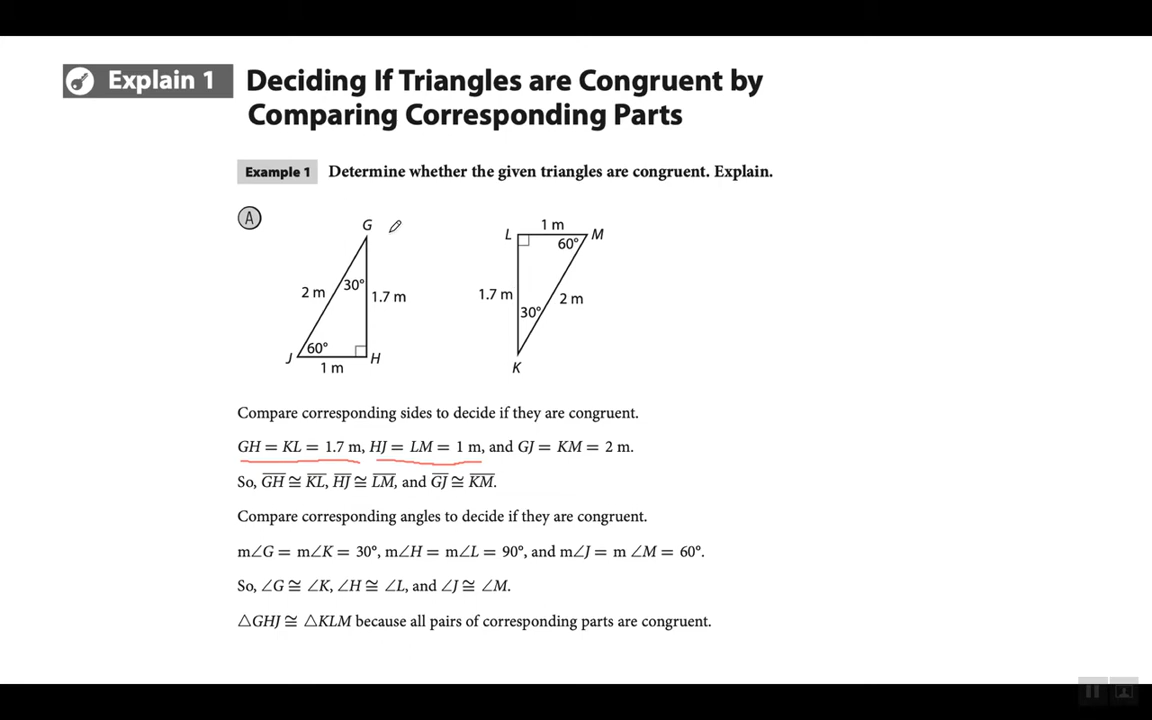 Explain 1 Deciding If Triangles are Congruent by
Comparing Corresponding Parts
Example 1 Determine whether the given triangles are congruent. Explain.
A
G
2 m
30°
1.7 m
J
60°
H
1 m
L
1 m
M
60°
1.7 m
2 m
30°
K
Compare corresponding sides to decide if they are congruent.
GH = KL = 1.7 m, HJ = LM = 1 m, and GJ = KM = 2 m.
So, G̅H̅ ≅ K̅L̅, H̅J̅ ≅ L̅M̅, and G̅J̅ ≅ K̅M̅.
Compare corresponding angles to decide if they are congruent.
m∠G = m∠K = 30°, m∠H = m∠L = 90°, and m∠J = m ∠M = 60°.
So, ∠G ≅ ∠K, ∠H ≅ ∠L, and ∠J ≅ ∠M.
△GHJ ≅ △KLM because all pairs of corresponding parts are congruent.